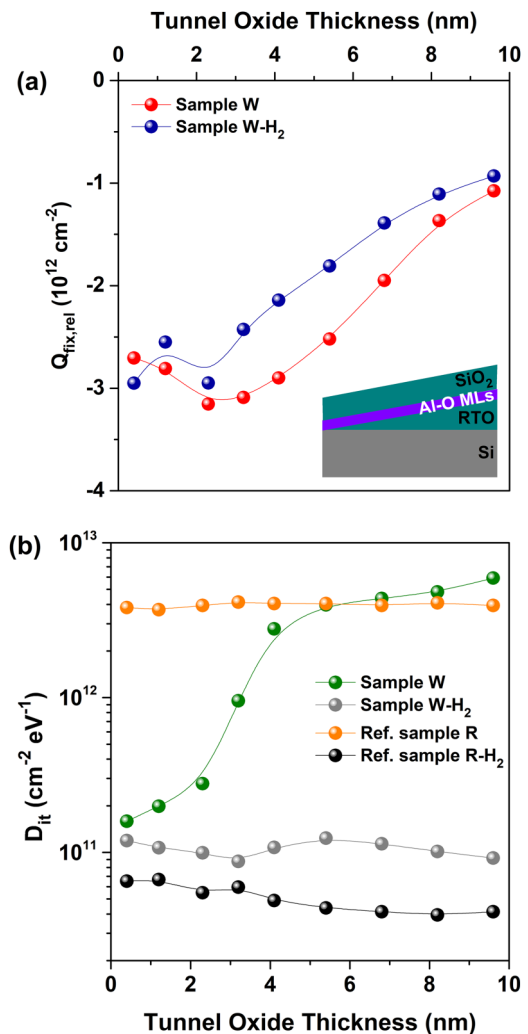 Tunnel Oxide Thickness (nm)
0 2 4 6 8 10
(a)
0
-1
-2
-3
-4
Q_fix,rel (10^12 cm^-2)
Sample W
Sample W-H₂
SiO₂
Al-O MLs
RTO
Si
(b)
10^13
10^12
10^11
D_it (cm^-2 eV^-1)
Sample W
Sample W-H₂
Ref. sample R
Ref. sample R-H₂
0 2 4 6 8 10
Tunnel Oxide Thickness (nm)